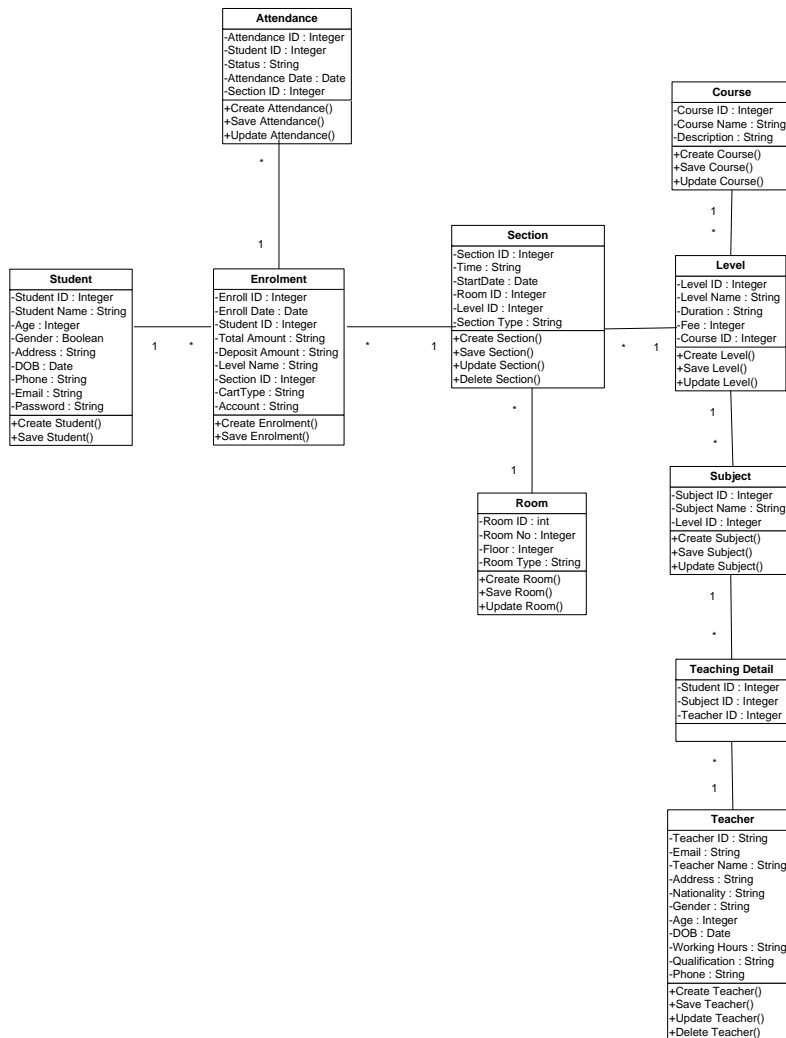 Attendance
-Attendance ID : Integer
-Student ID : Integer
-Status : String
-Attendance Date : Date
-Section ID : Integer
+Create Attendance()
+Save Attendance()
+Update Attendance()
*
1
Course
-Course ID : Integer
-Course Name : String
-Description : String
+Create Course()
+Save Course()
+Update Course()
1
*
Student
-Student ID : Integer
-Student Name : String
-Age : Integer
-Gender : Boolean
-Address : String
-DOB : Date
-Phone : String
-Email : String
-Password : String
+Create Student()
+Save Student()
1
*
Enrolment
-Enroll ID : Integer
-Enroll Date : Date
-Student ID : Integer
-Total Amount : String
-Deposit Amount : String
-Level Name : String
-Section ID : Integer
-CartType : String
-Account : String
+Create Enrolment()
+Save Enrolment()
*
1
Section
-Section ID : Integer
-Time : String
-StartDate : Date
-Room ID : Integer
-Level ID : Integer
-Section Type : String
+Create Section()
+Save Section()
+Update Section()
+Delete Section()
*
1
Level
-Level ID : Integer
-Level Name : String
-Duration : String
-Fee : Integer
-Course ID : Integer
+Create Level()
+Save Level()
+Update Level()
*
1
Room
-Room ID : int
-Room No : Integer
-Floor : Integer
-Room Type : String
+Create Room()
+Save Room()
+Update Room()
1
*
Subject
-Subject ID : Integer
-Subject Name : String
-Level ID : Integer
+Create Subject()
+Save Subject()
+Update Subject()
1
*
Teaching Detail
-Student ID : Integer
-Subject ID : Integer
-Teacher ID : Integer
*
1
Teacher
-Teacher ID : String
-Email : String
-Teacher Name : String
-Address : String
-Nationality : String
-Gender : String
-Age : Integer
-DOB : Date
-Working Hours : String
-Qualification : String
-Phone : String
+Create Teacher()
+Save Teacher()
+Update Teacher()
+Delete Teacher()